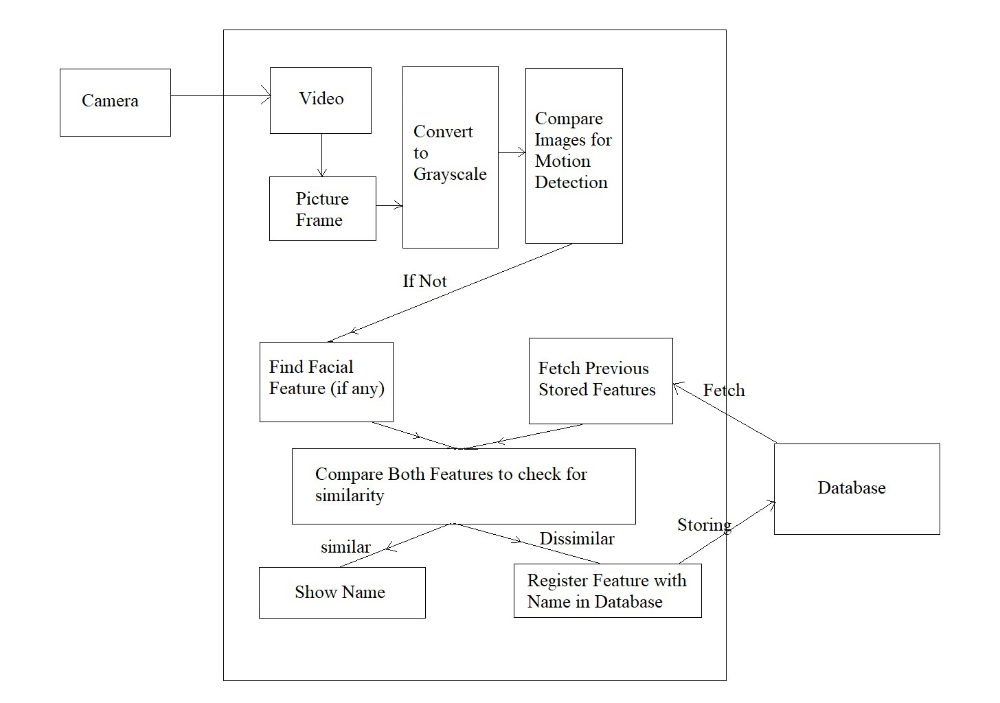 Camera
Video
Picture
Frame
Convert
to
Grayscale
Compare
Images for
Motion
Detection
If Not
Find Facial
Feature (if any)
Fetch Previous
Stored Features
Fetch
Compare Both Features to check for
similarity
Database
similar
Dissimilar
Storing
Show Name
Register Feature with
Name in Database